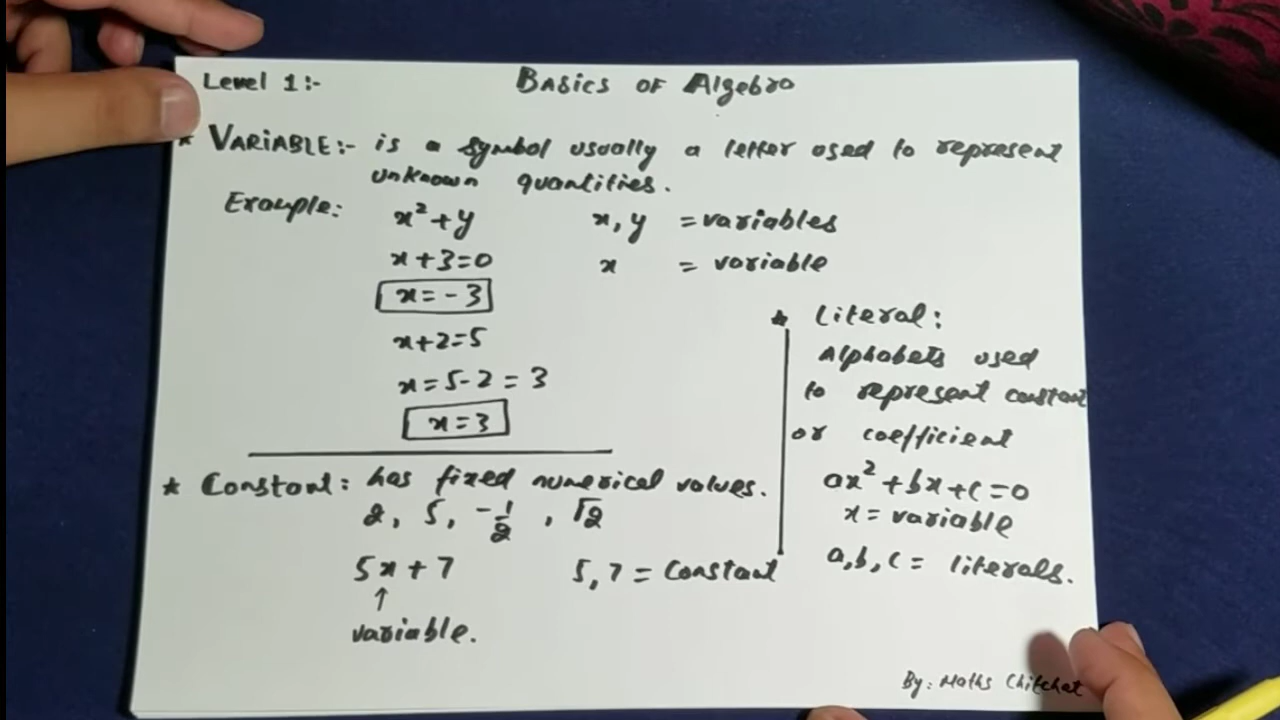 Level 1:-
Basics of Algebra
* VARiABLE:- is a symbol usually a letter used to represent
unknown quantities.
Example: x² + y x, y = variables
x + 3 = 0 x = variable
x = - 3
x + 2 = 5
x = 5 - 2 = 3
x = 3
* Constant: has fixed numerical values.
2, 5, -1/2, √2
5x + 7 5, 7 = Constant
↑
variable.
* Literal:
Alphabets used
to represent constant
or coefficient
ax² + bx + c = 0
x = variable
a, b, c = literals.
By: Maths Chitchat